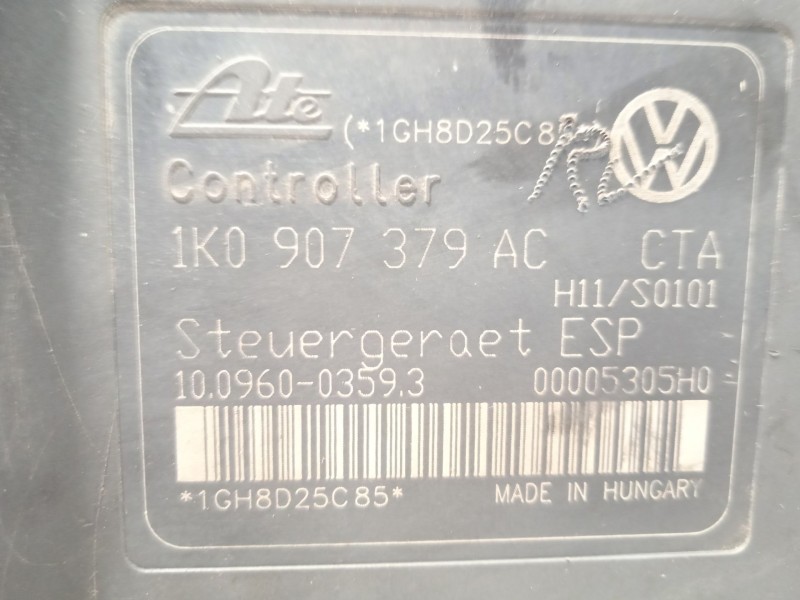 Ate
(*1GH8D25C8
Controller
1K0 907 379 AC CTA
H11/S0101
Steuergeraet ESP
10.0960-0359.3 00005305H0
*1GH8D25C85* MADE IN HUNGARY